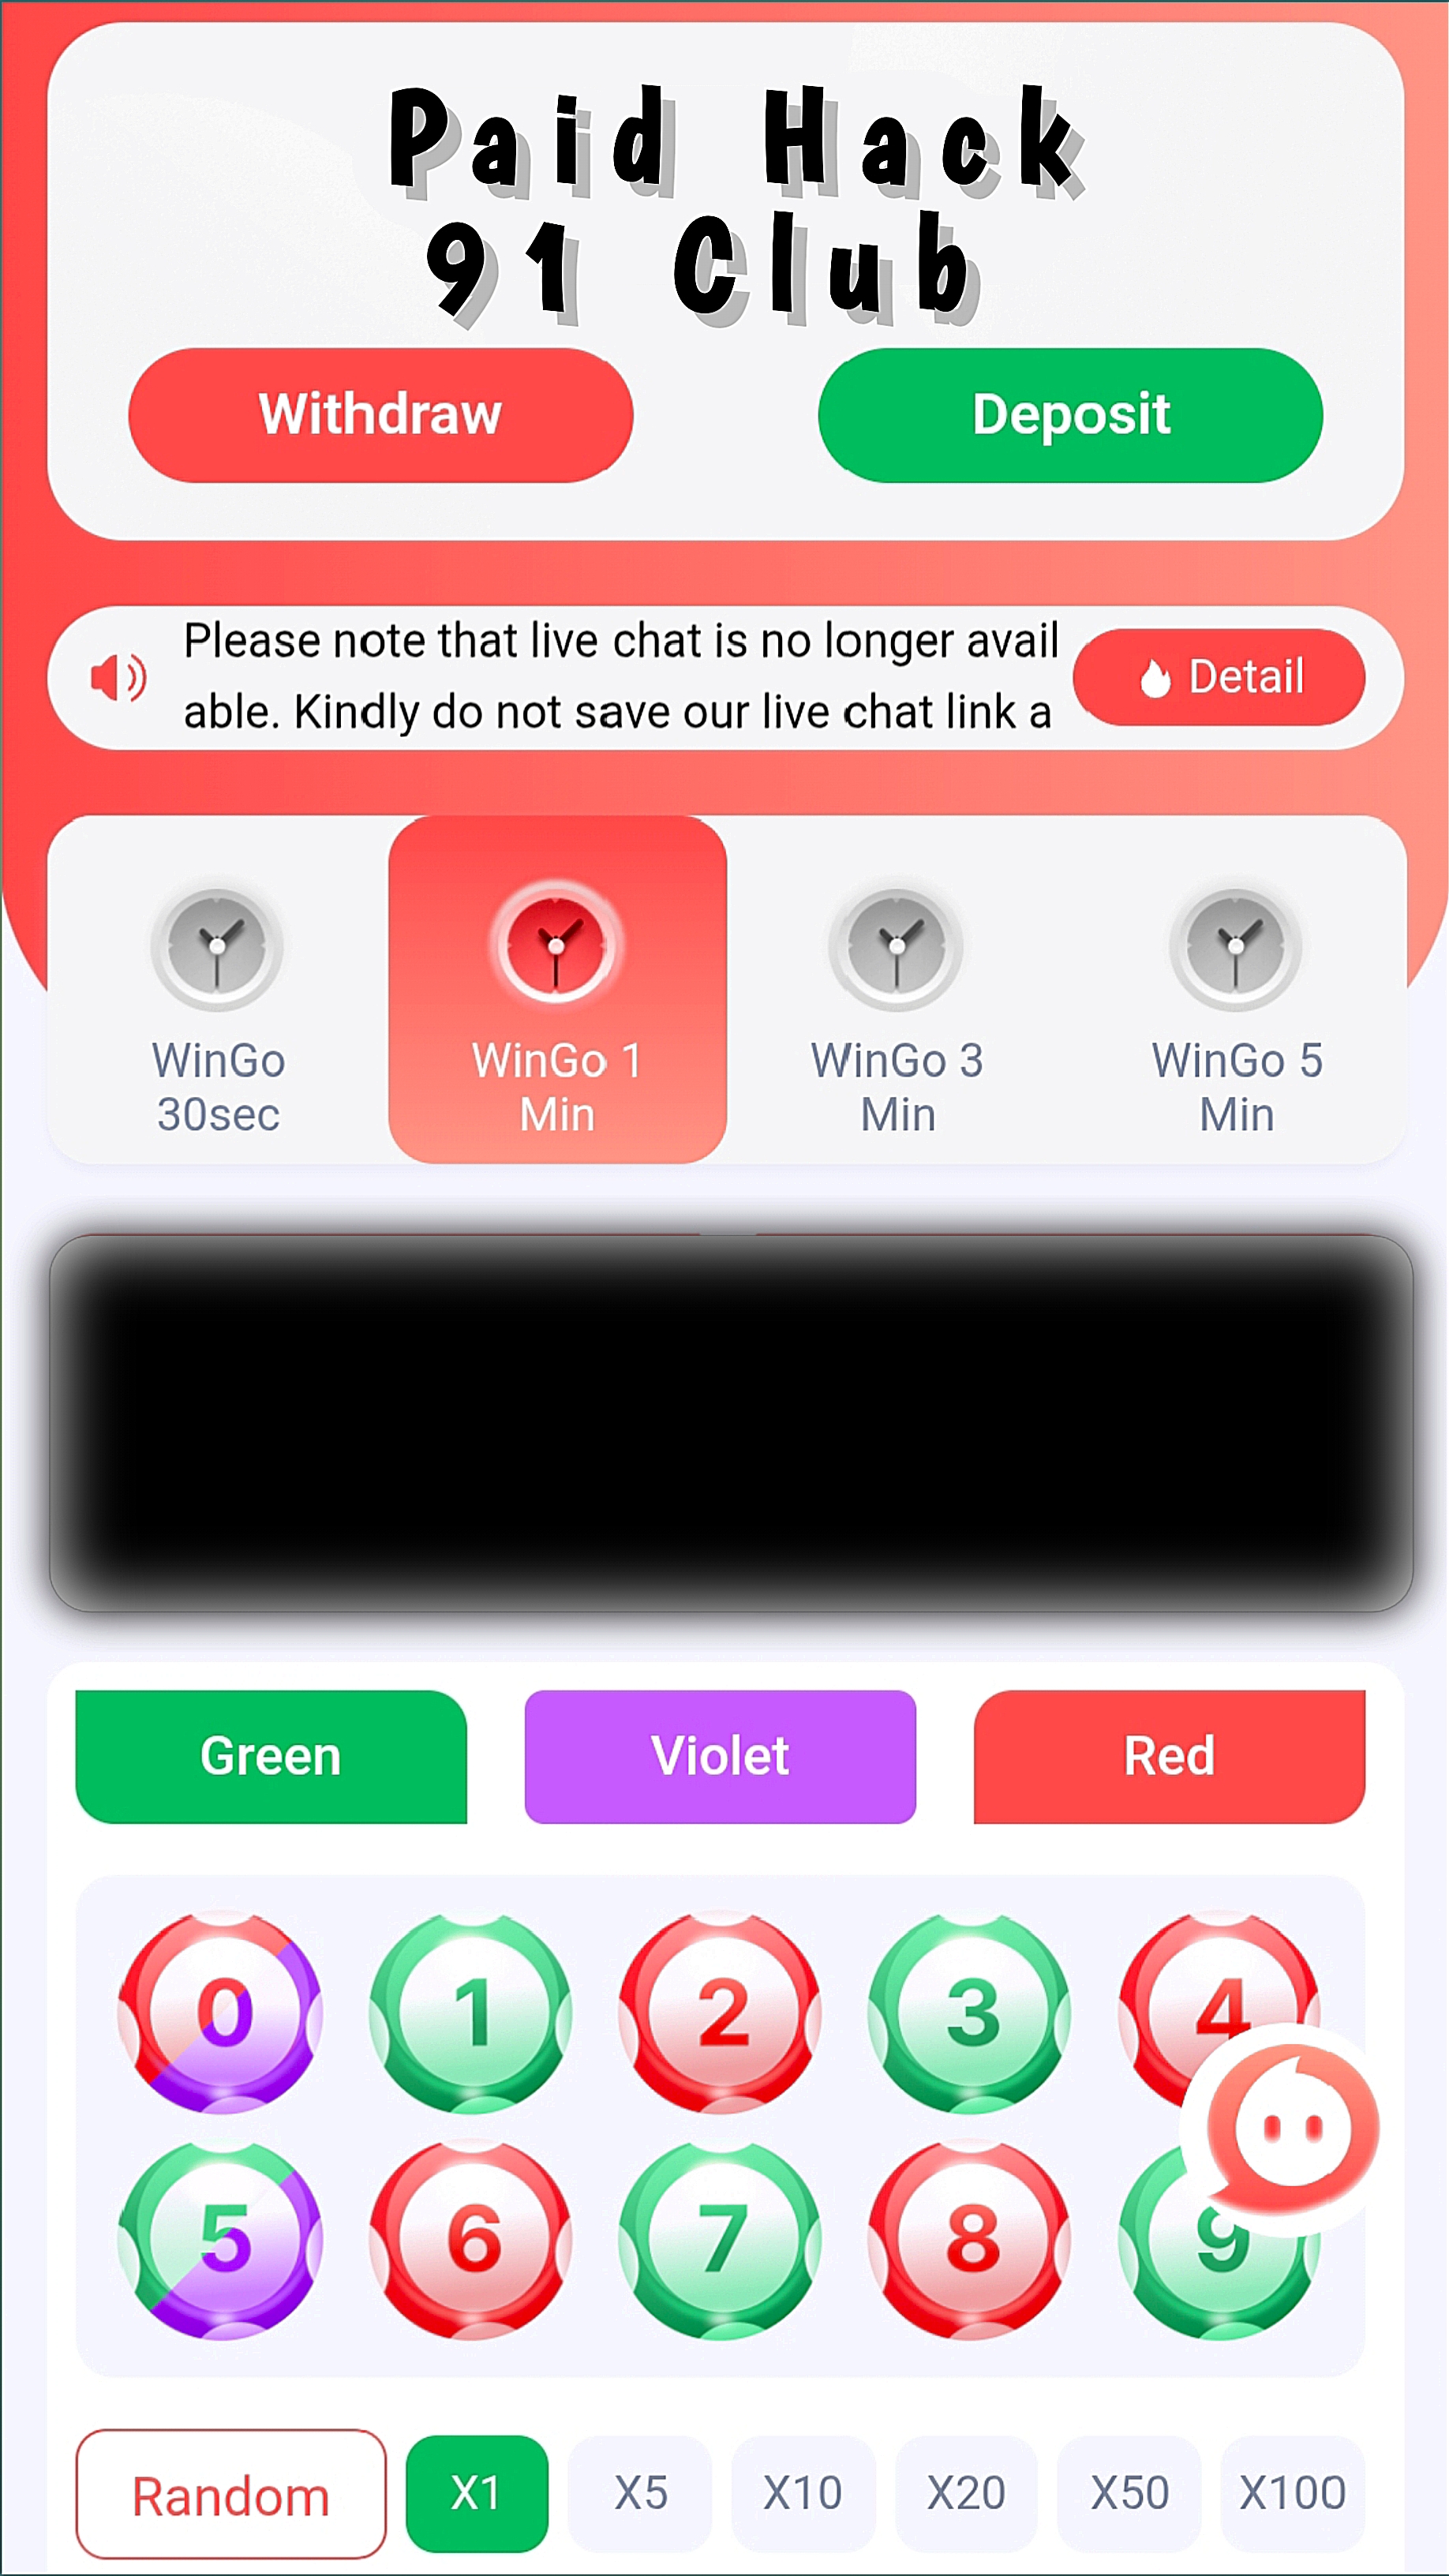 Paid Hack
91 Club
Withdraw
Deposit
Please note that live chat is no longer avail
able. Kindly do not save our live chat link a
Detail
WinGo
30sec
WinGo 1
Min
WinGo 3
Min
WinGo 5
Min
Green
Violet
Red
0
1
2
3
4
5
6
7
8
9
Random
X1
X5
X10
X20
X50
X100